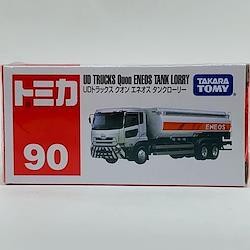 トミカ
90
UD TRUCKS Quon ENEOS TANK LORRY
UDトラックス クオン エネオス タンクローリー
TAKARA
TOMY
ENEOS